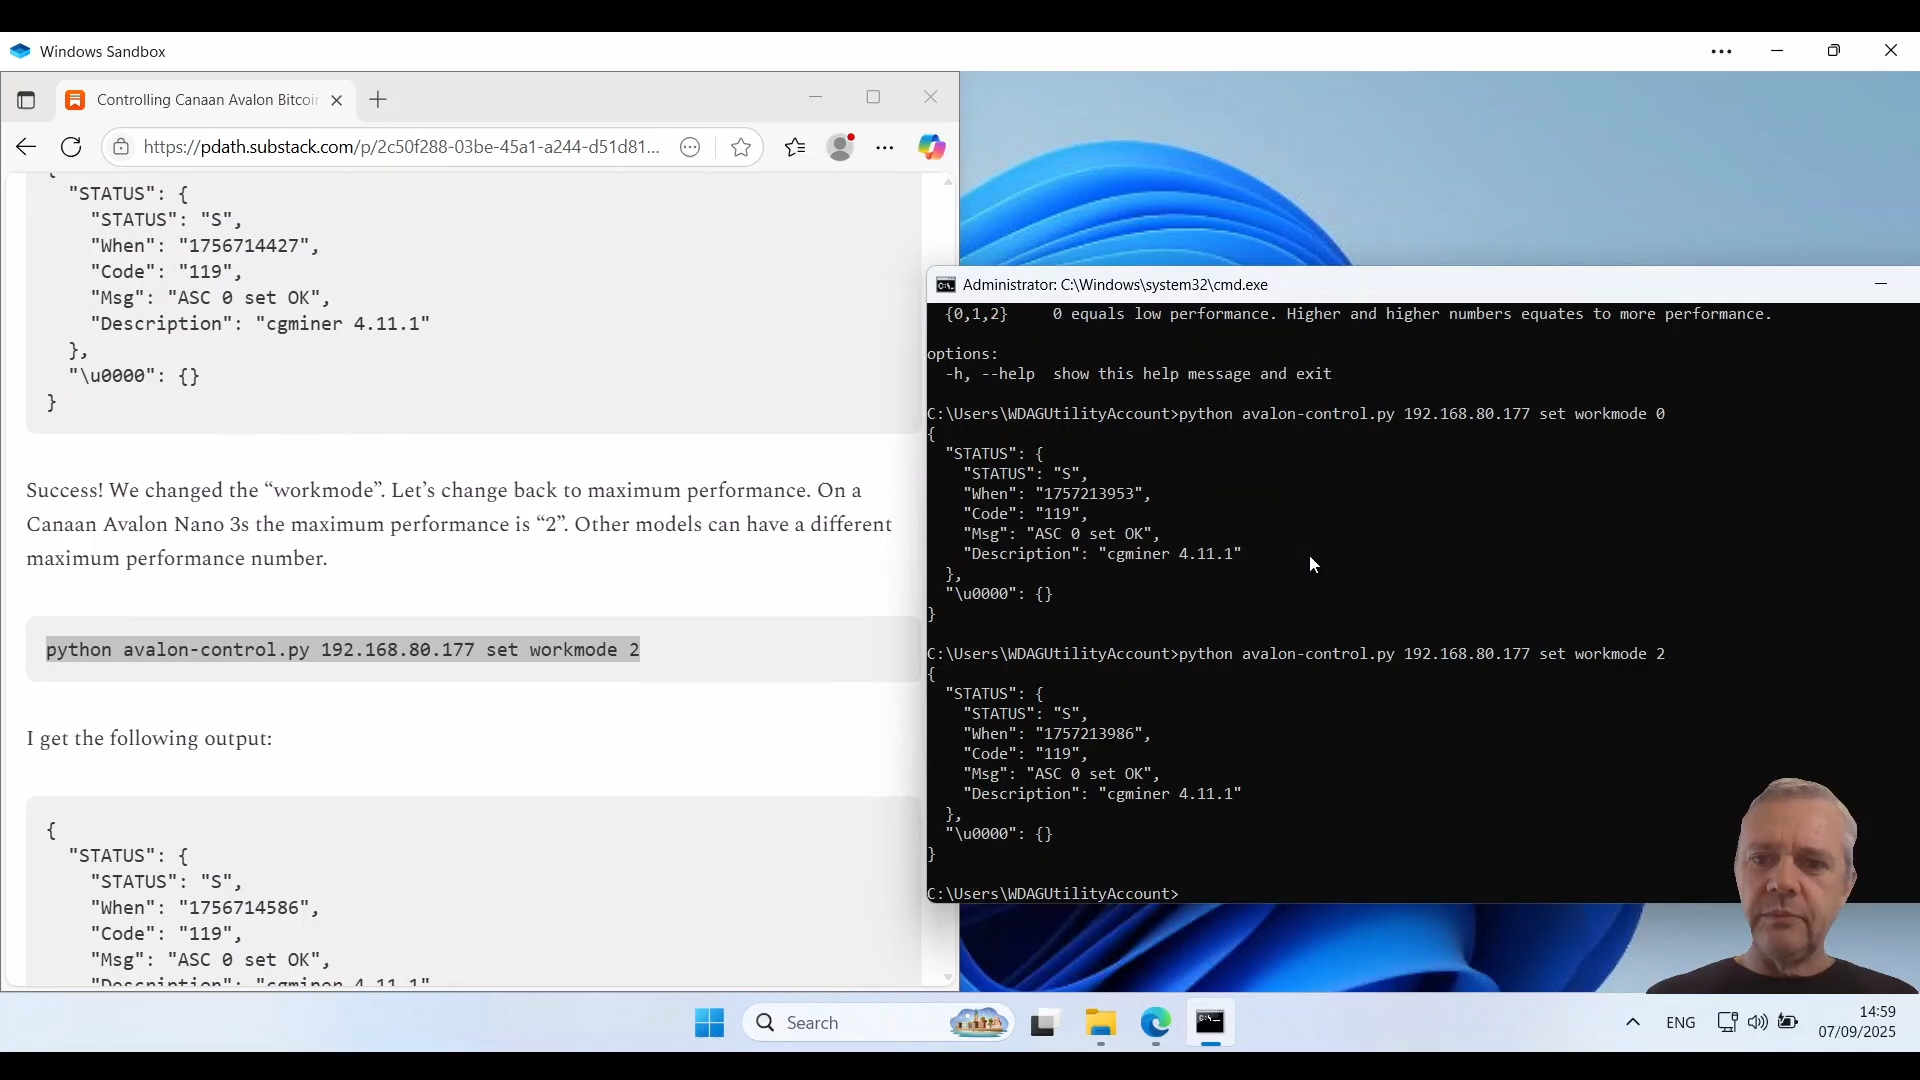 Windows Sandbox
Controlling Canaan Avalon Bitcoi
https://pdath.substack.com/p/2c50f288-03be-45a1-a244-d51d81...
{
"STATUS": {
"STATUS": "S",
"When": "1756714427",
"Code": "119",
"Msg": "ASC 0 set OK",
"Description": "cgminer 4.11.1"
},
"\u0000": {}
}
Success! We changed the “workmode”. Let’s change back to maximum performance. On a
Canaan Avalon Nano 3s the maximum performance is “2”. Other models can have a different
maximum performance number.
python avalon-control.py 192.168.80.177 set workmode 2
I get the following output:
{
"STATUS": {
"STATUS": "S",
"When": "1756714586",
"Code": "119",
"Msg": "ASC 0 set OK",
"Description": "cgminer 4.11.1"
Administrator: C:\Windows\system32\cmd.exe
{0,1,2} 0 equals low performance. Higher and higher numbers equates to more performance.
options:
-h, --help show this help message and exit
C:\Users\WDAGUtilityAccount>python avalon-control.py 192.168.80.177 set workmode 0
{
"STATUS": {
"STATUS": "S",
"When": "1757213953",
"Code": "119",
"Msg": "ASC 0 set OK",
"Description": "cgminer 4.11.1"
},
"\u0000": {}
}
C:\Users\WDAGUtilityAccount>python avalon-control.py 192.168.80.177 set workmode 2
{
"STATUS": {
"STATUS": "S",
"When": "1757213986",
"Code": "119",
"Msg": "ASC 0 set OK",
"Description": "cgminer 4.11.1"
},
"\u0000": {}
}
C:\Users\WDAGUtilityAccount>
Search
ENG
14:59
07/09/2025